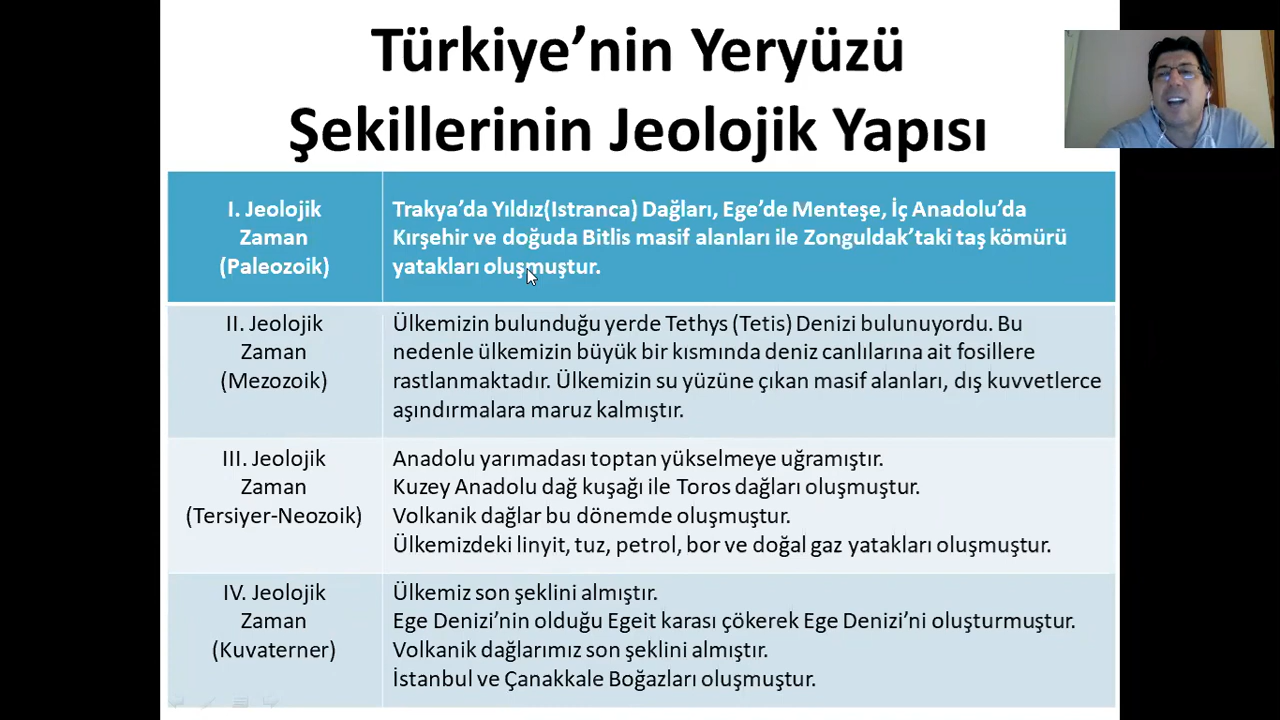 Türkiye’nin Yeryüzü
Şekillerinin Jeolojik Yapısı
I. Jeolojik
Zaman
(Paleozoik)
Trakya’da Yıldız(Istranca) Dağları, Ege’de Menteşe, İç Anadolu’da
Kırşehir ve doğuda Bitlis masif alanları ile Zonguldak’taki taş kömürü
yatakları oluşmuştur.
II. Jeolojik
Zaman
(Mezozoik)
Ülkemizin bulunduğu yerde Tethys (Tetis) Denizi bulunuyordu. Bu
nedenle ülkemizin büyük bir kısmında deniz canlılarına ait fosillere
rastlanmaktadır. Ülkemizin su yüzüne çıkan masif alanları, dış kuvvetlerce
aşındırmalara maruz kalmıştır.
III. Jeolojik
Zaman
(Tersiyer-Neozoik)
Anadolu yarımadası toptan yükselmeye uğramıştır.
Kuzey Anadolu dağ kuşağı ile Toros dağları oluşmuştur.
Volkanik dağlar bu dönemde oluşmuştur.
Ülkemizdeki linyit, tuz, petrol, bor ve doğal gaz yatakları oluşmuştur.
IV. Jeolojik
Zaman
(Kuvaterner)
Ülkemiz son şeklini almıştır.
Ege Denizi’nin olduğu Egeit karası çökerek Ege Denizi’ni oluşturmuştur.
Volkanik dağlarımız son şeklini almıştır.
İstanbul ve Çanakkale Boğazları oluşmuştur.